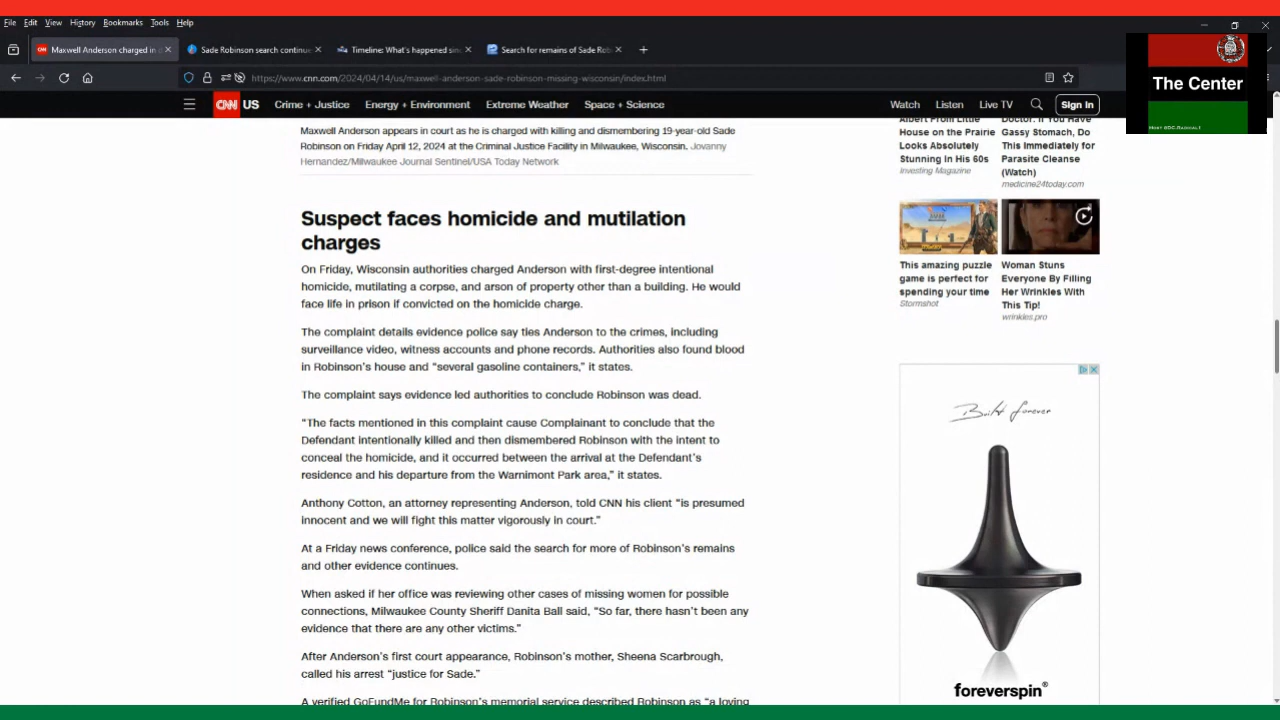 File Edit View History Bookmarks Tools Help
Maxwell Anderson charged in d
Sade Robinson search continue
Timeline: What's happened sin
Search for remains of Sade Rob
https://www.cnn.com/2024/04/14/us/maxwell-anderson-sade-robinson-missing-wisconsin/index.html
The Center
HOST @DC.RADICAL1
CNN US Crime + Justice Energy + Environment Extreme Weather Space + Science Watch Listen Live TV Sign In
Maxwell Anderson appears in court as he is charged with killing and dismembering 19-year-old Sade
Robinson on Friday April 12, 2024 at the Criminal Justice Facility in Milwaukee, Wisconsin. Jovanny
Hernandez/Milwaukee Journal Sentinel/USA Today Network
Suspect faces homicide and mutilation
charges
On Friday, Wisconsin authorities charged Anderson with first-degree intentional
homicide, mutilating a corpse, and arson of property other than a building. He would
face life in prison if convicted on the homicide charge.
The complaint details evidence police say ties Anderson to the crimes, including
surveillance video, witness accounts and phone records. Authorities also found blood
in Robinson's house and “several gasoline containers,” it states.
The complaint says evidence led authorities to conclude Robinson was dead.
“The facts mentioned in this complaint cause Complainant to conclude that the
Defendant intentionally killed and then dismembered Robinson with the intent to
conceal the homicide, and it occurred between the arrival at the Defendant's
residence and his departure from the Warnimont Park area,” it states.
Anthony Cotton, an attorney representing Anderson, told CNN his client “is presumed
innocent and we will fight this matter vigorously in court.”
At a Friday news conference, police said the search for more of Robinson's remains
and other evidence continues.
When asked if her office was reviewing other cases of missing women for possible
connections, Milwaukee County Sheriff Danita Ball said, “So far, there hasn't been any
evidence that there are any other victims.”
After Anderson's first court appearance, Robinson's mother, Sheena Scarbrough,
called his arrest “justice for Sade.”
A verified GoFundMe for Robinson's memorial service described Robinson as “a loving
Albert From Little
House on the Prairie
Looks Absolutely
Stunning In His 60s
Investing Magazine
Doctor: If You Have
Gassy Stomach, Do
This Immediately for
Parasite Cleanse
(Watch)
medicine24today.com
This amazing puzzle
game is perfect for
spending your time
Stormshot
Woman Stuns
Everyone By Filling
Her Wrinkles With
This Tip!
wrinkles.pro
Built forever
foreverspin®